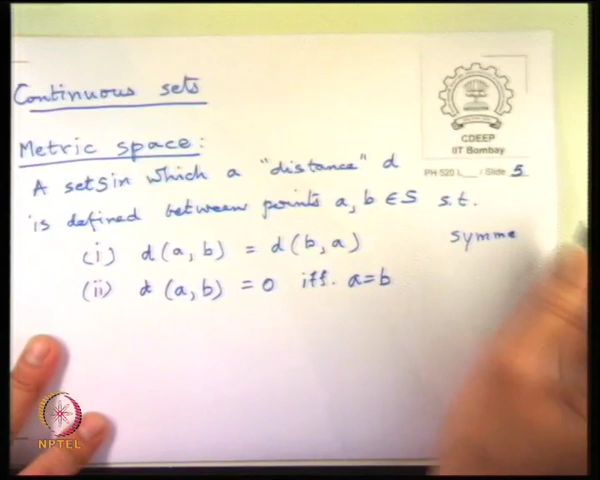 Continuous sets
CDEEP
IIT Bombay
PH 520 L__ / Slide 5
Metric space:
A set S in which a "distance" d
is defined between points a, b ∈ S s.t.
(i) d(a, b) = d(b, a) symme
(ii) d(a, b) = 0 iff. a=b
NPTEL